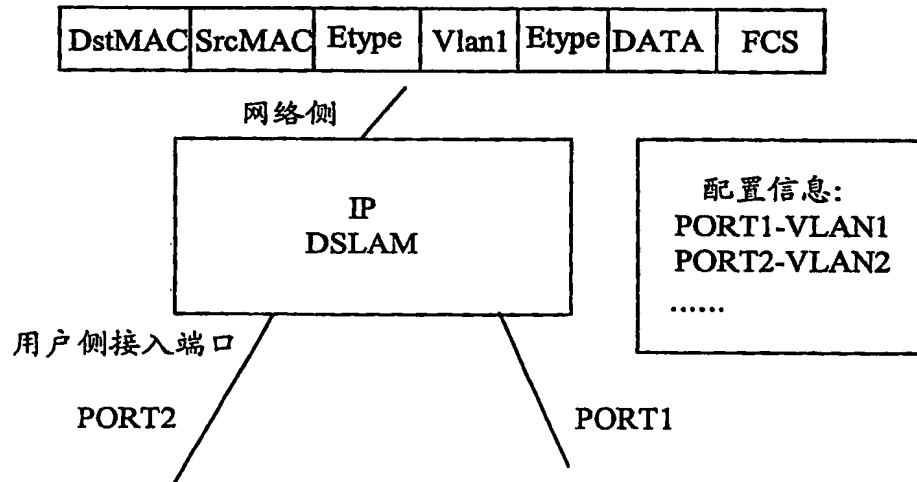 DstMAC SrcMAC Etype Vlan1 Etype DATA FCS
网络侧
IP
DSLAM
配置信息:
PORT1-VLAN1
PORT2-VLAN2
......
用户侧接入端口
PORT2
PORT1